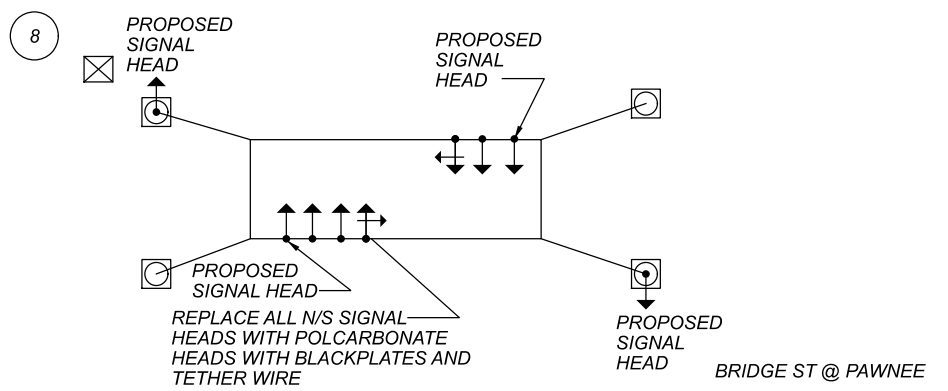 8
PROPOSED
SIGNAL
HEAD
PROPOSED
SIGNAL
HEAD
PROPOSED
SIGNAL HEAD
REPLACE ALL N/S SIGNAL
HEADS WITH POLCARBONATE
HEADS WITH BLACKPLATES AND
TETHER WIRE
PROPOSED
SIGNAL
HEAD
BRIDGE ST @ PAWNEE